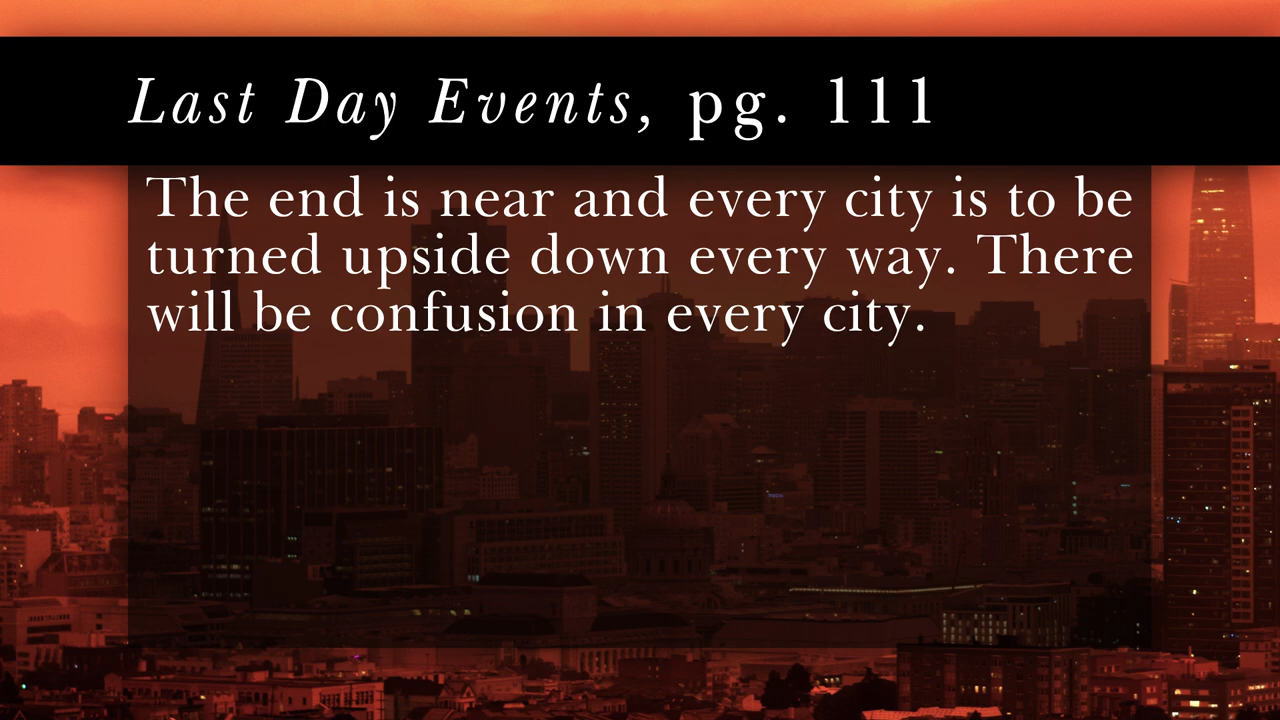 Last Day Events, pg. 111
The end is near and every city is to be
turned upside down every way. There
will be confusion in every city.